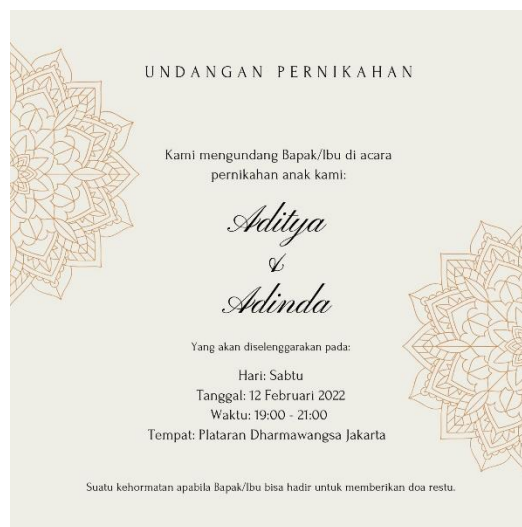 UNDANGAN PERNIKAHAN
Kami mengundang Bapak/Ibu di acara
pernikahan anak kami:
Aditya
&
Adinda
Yang akan diselenggarakan pada:
Hari: Sabtu
Tanggal: 12 Februari 2022
Waktu: 19:00 - 21:00
Tempat: Plataran Dharmawangsa Jakarta
Suatu kehormatan apabila Bapak/Ibu bisa hadir untuk memberikan doa restu.